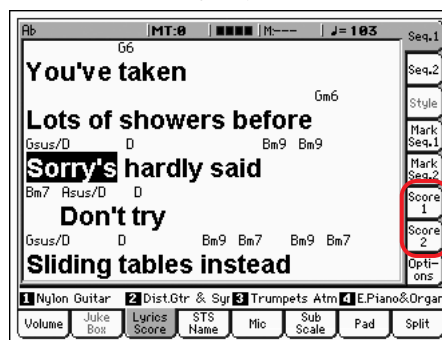 Ab |MT:0 | M:--- | ♩=103
Seq.1
G6
You've taken
Seq.2
Gm6
Style
Lots of showers before
Mark Seq.1
Gsus/D D Bm9 Bm9
Sorry's hardly said
Mark Seq.2
Bm7 Asus/D D
Score 1
Don't try
Gsus/D D Bm9 Bm7 Bm9 Bm7
Score 2
Sliding tables instead
Opti-ons
1 Nylon Guitar 2 Dist.Gtr & Syr 3 Trumpets Atm 4 E.Piano&Organ
Volume Juke Box Lyrics Score STS Name Mic Sub Scale Pad Split